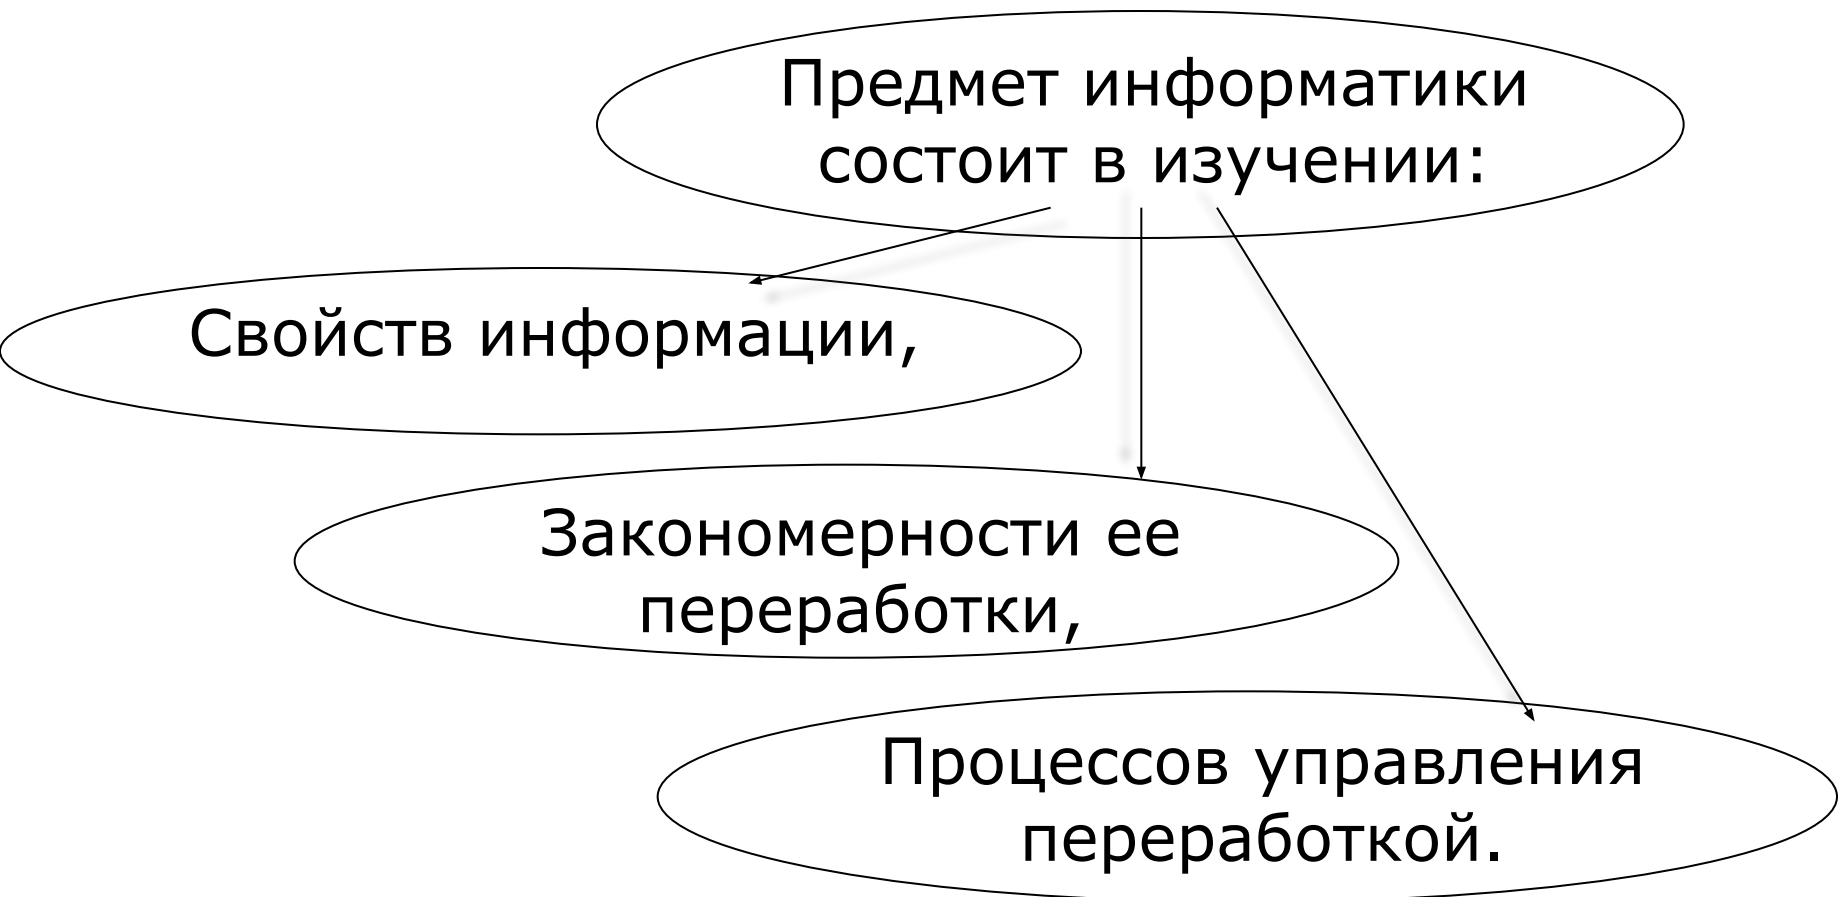 Предмет информатики
состоит в изучении:
Свойств информации,
Закономерности ее
переработки,
Процессов управления
переработкой.